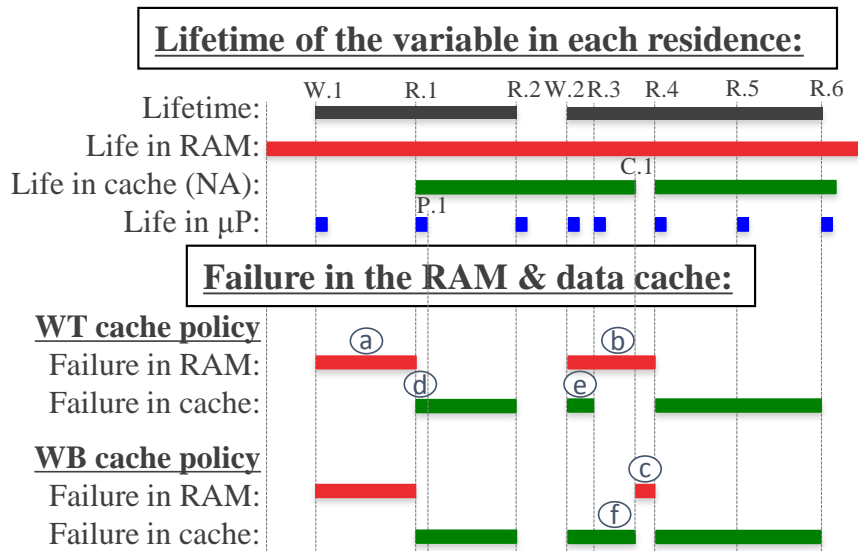 Lifetime of the variable in each residence:
W.1 R.1 R.2 W.2 R.3 R.4 R.5 R.6
Lifetime:
Life in RAM:
Life in cache (NA):
C.1
P.1
Life in µP:
Failure in the RAM & data cache:
WT cache policy
a b
Failure in RAM:
d e
Failure in cache:
WB cache policy
c
Failure in RAM:
f
Failure in cache: